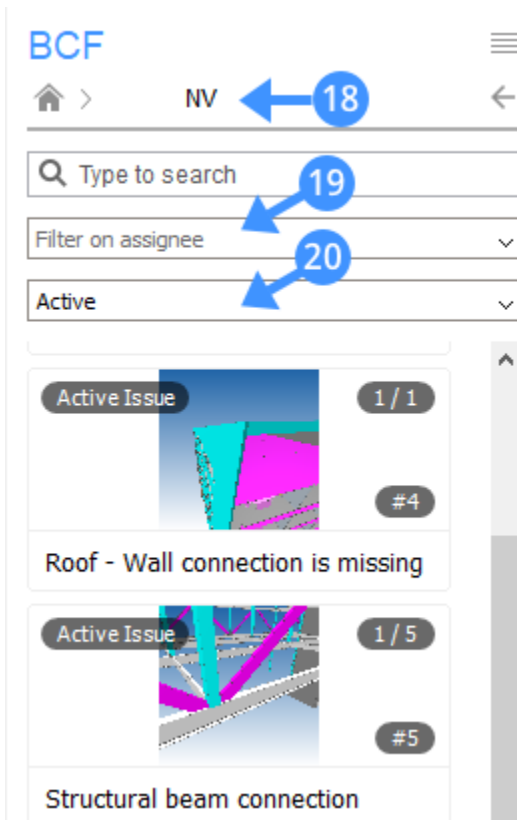 BCF
> NV 18
Type to search
19
Filter on assignee
20
Active
Active Issue 1 / 1
#4
Roof - Wall connection is missing
Active Issue 1 / 5
#5
Structural beam connection